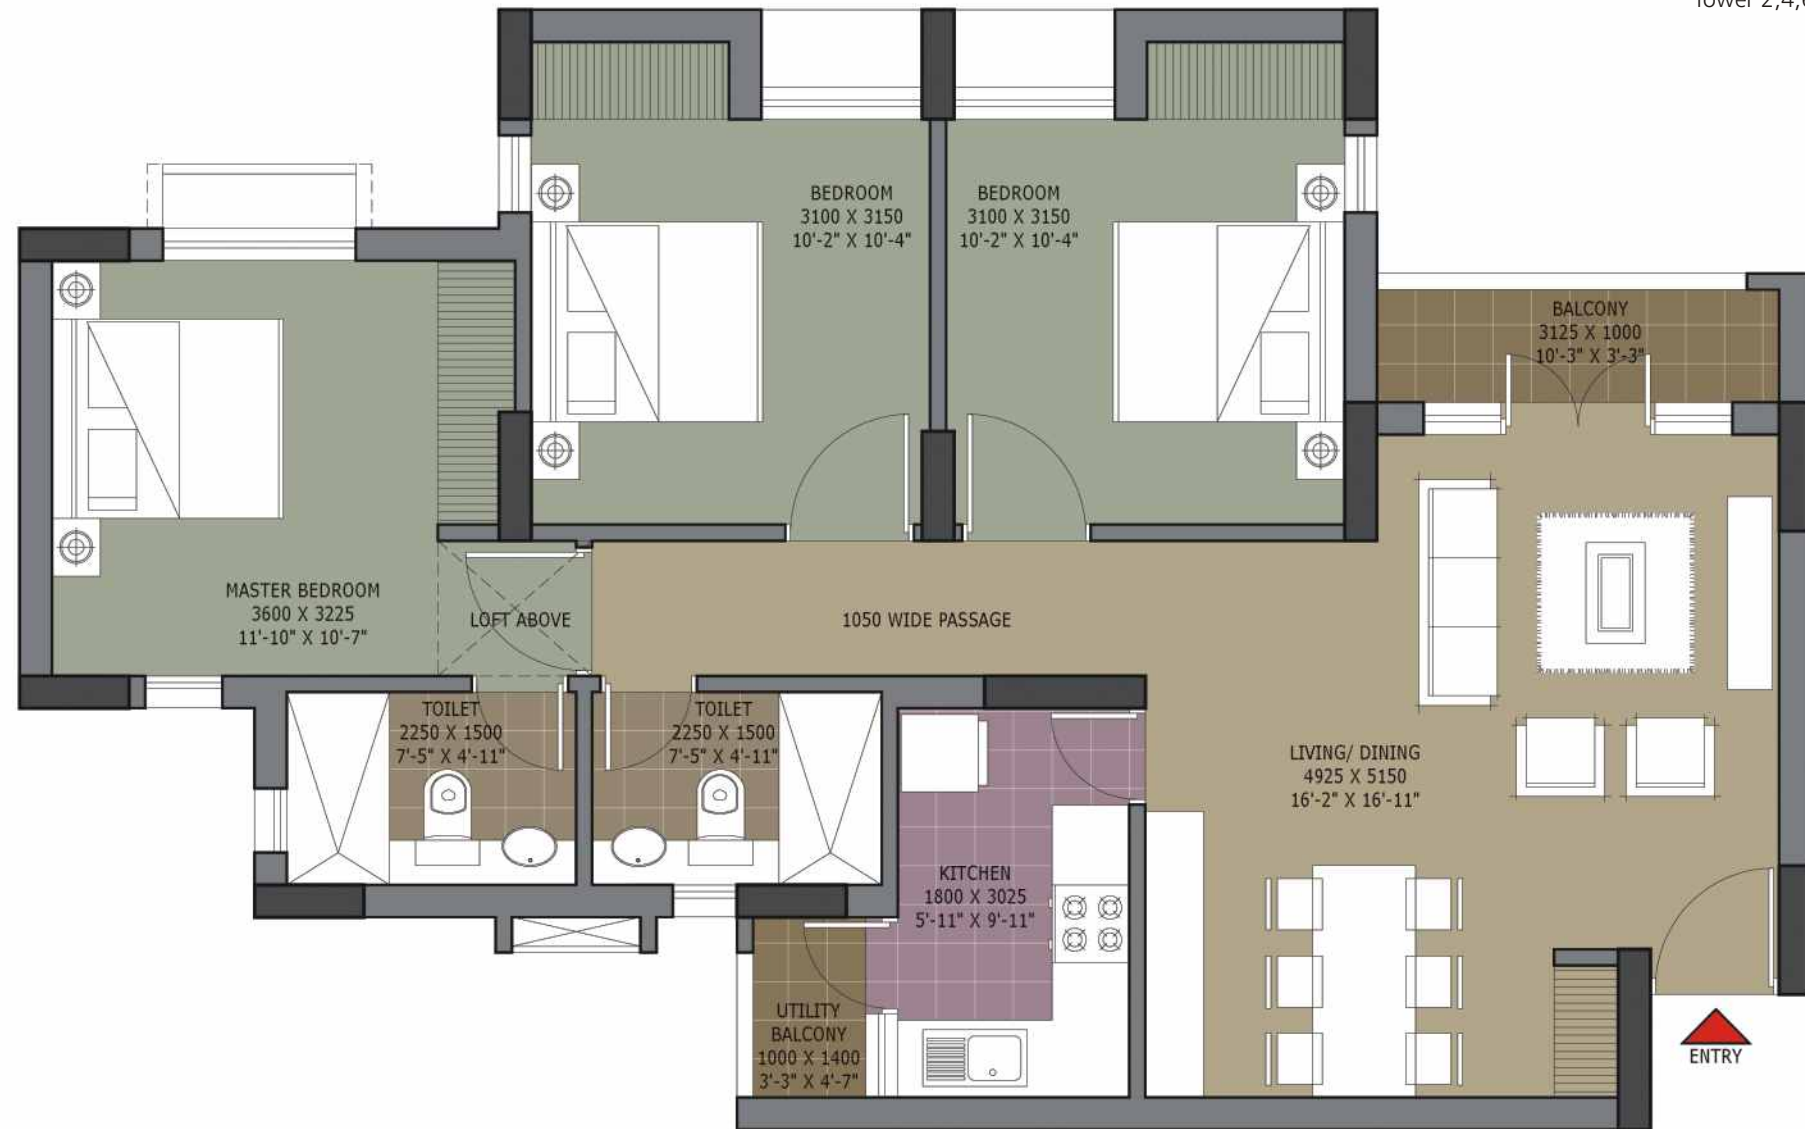 Tower 2,4,
BEDROOM
3100 X 3150
10'-2" X 10'-4"
BEDROOM
3100 X 3150
10'-2" X 10'-4"
BALCONY
3125 X 1000
10'-3" X 3'-3"
MASTER BEDROOM
3600 X 3225
11'-10" X 10'-7"
LOFT ABOVE
1050 WIDE PASSAGE
TOILET
2250 X 1500
7'-5" X 4'-11"
TOILET
2250 X 1500
7'-5" X 4'-11"
LIVING/ DINING
4925 X 5150
16'-2" X 16'-11"
KITCHEN
1800 X 3025
5'-11" X 9'-11"
UTILITY
BALCONY
1000 X 1400
3'-3" X 4'-7"
ENTRY